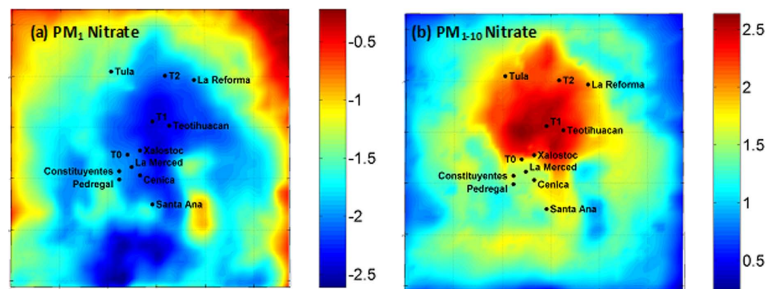 (a) PM1 Nitrate
Tula
T2
La Reforma
T1
Teotihuacan
T0
Xalostoc
La Merced
Constituyentes
Cenica
Pedregal
Santa Ana
-0.5
-1
-1.5
-2
-2.5
(b) PM1-10 Nitrate
Tula
T2
La Reforma
T1
Teotihuacan
T0
Xalostoc
La Merced
Constituyentes
Cenica
Pedregal
Santa Ana
2.5
2
1.5
1
0.5